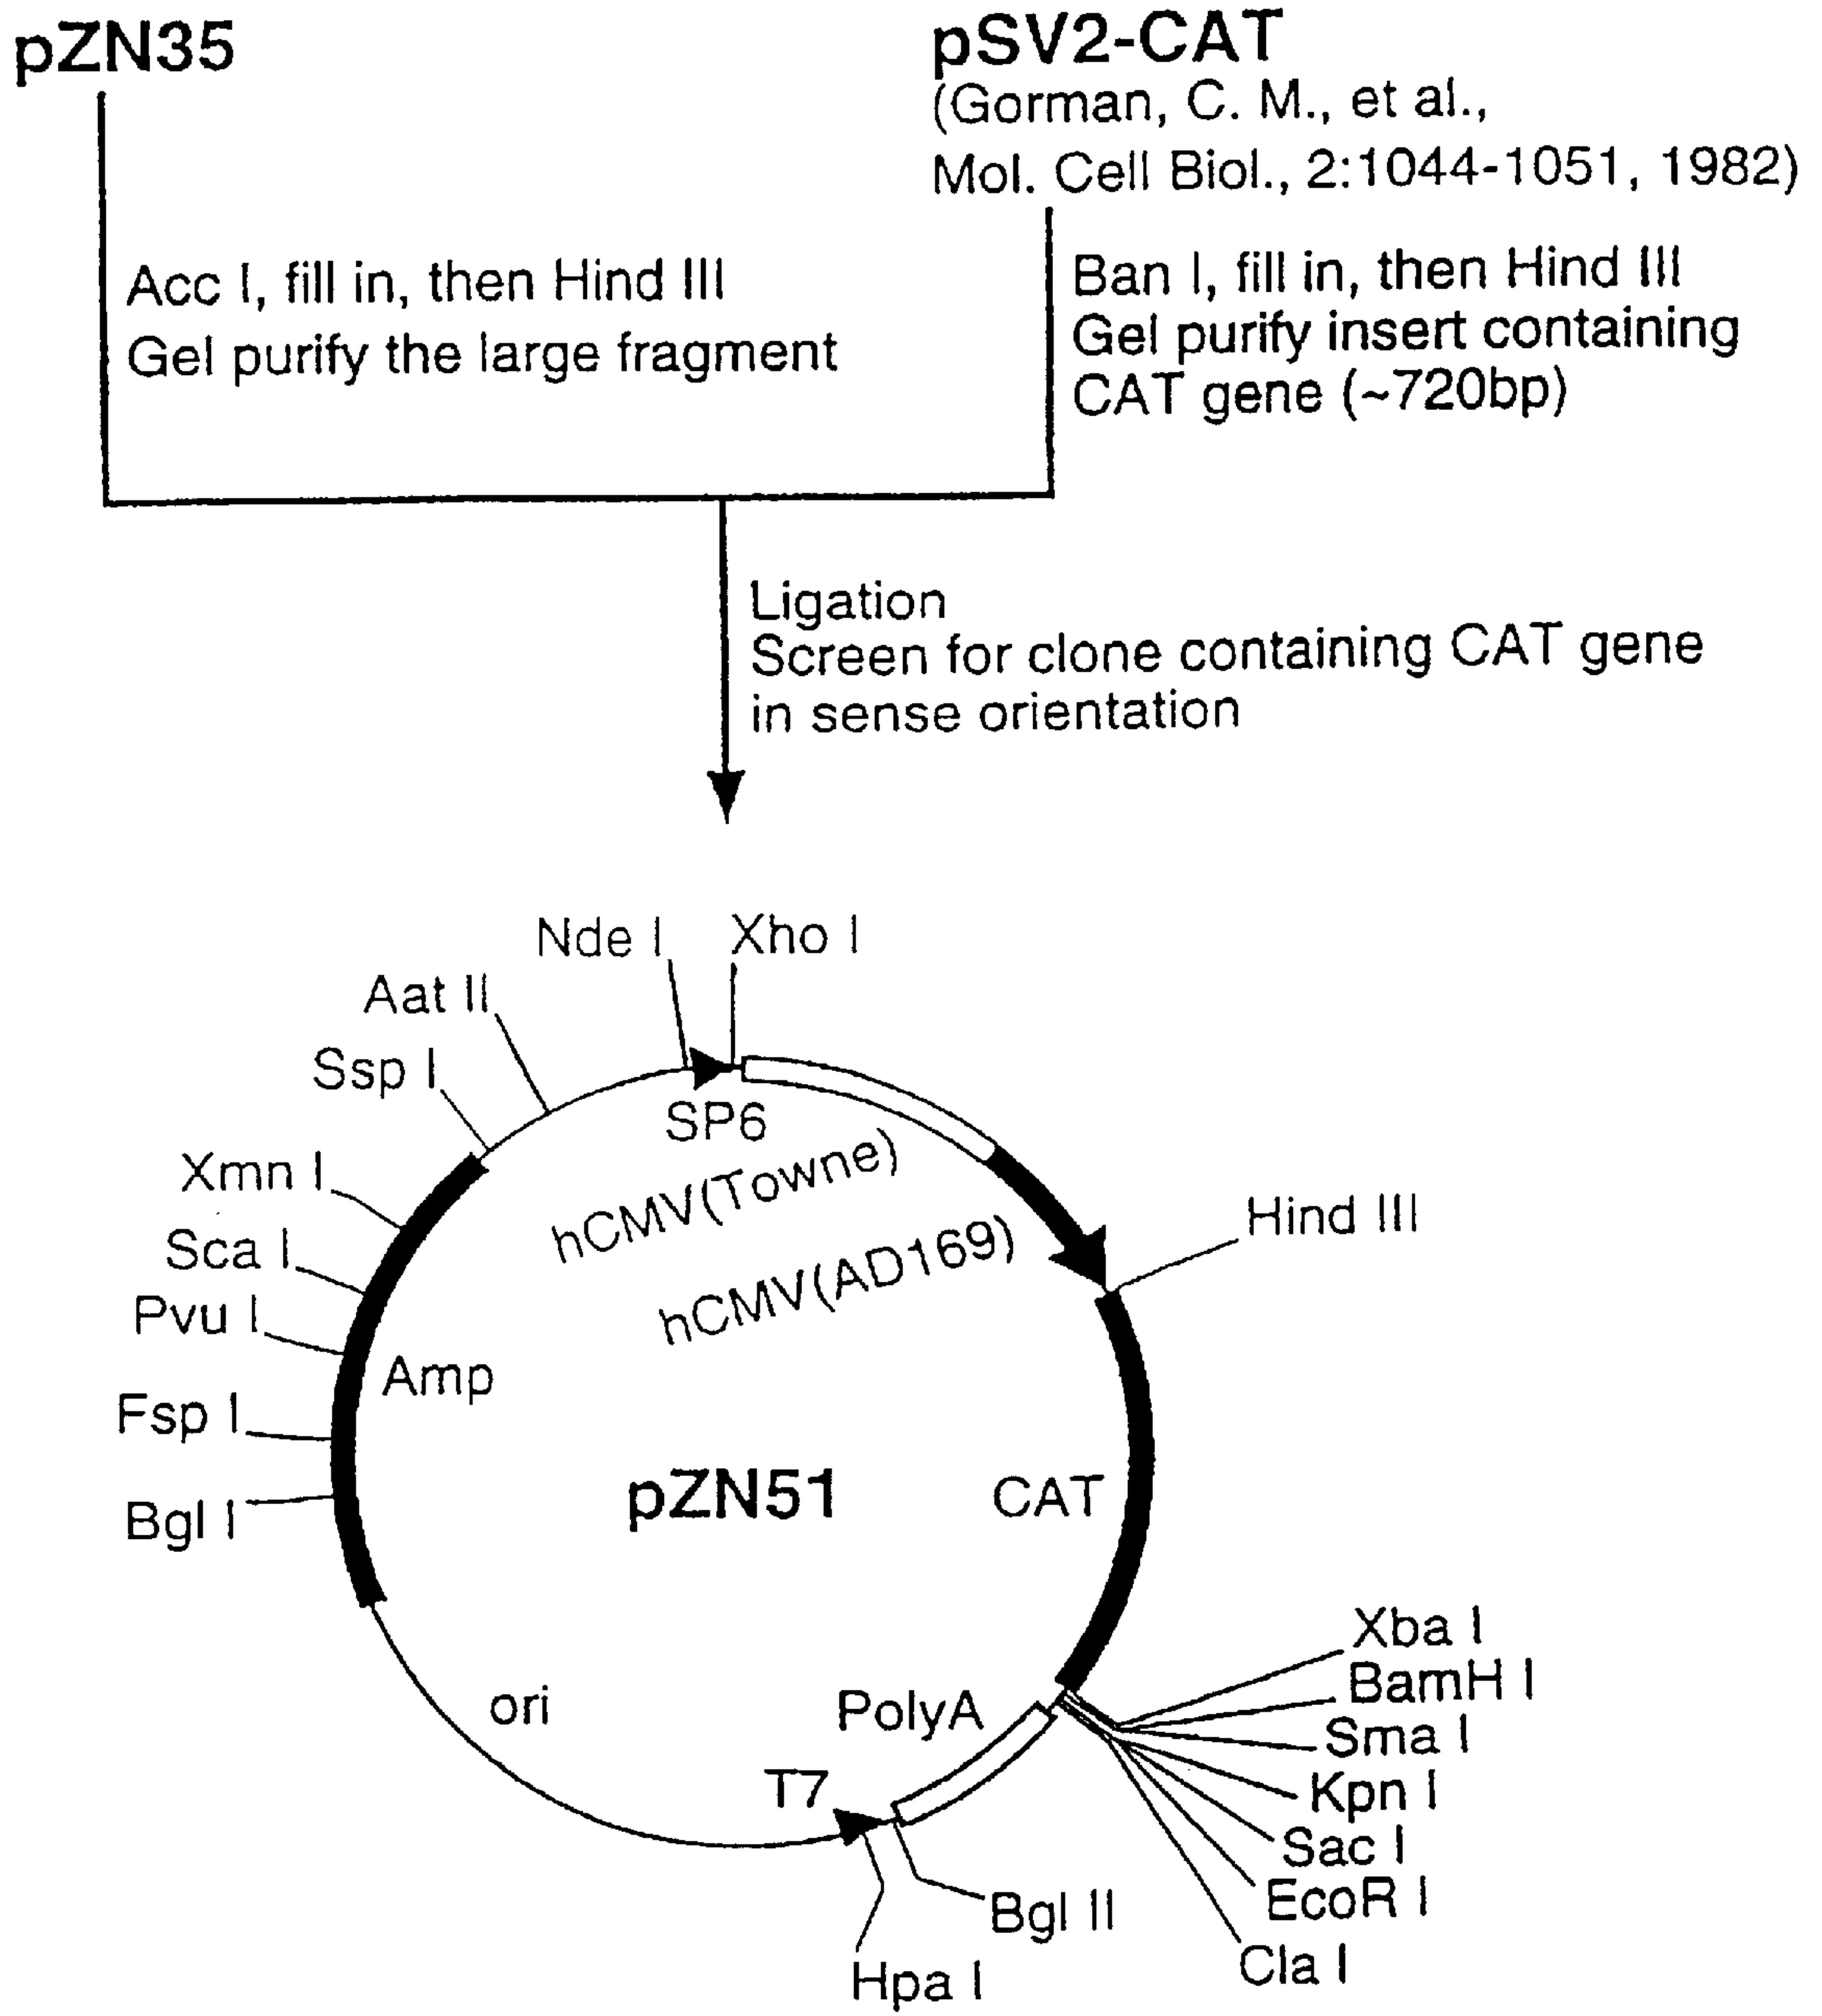 pZN35
pSV2-CAT
(Gorman, C. M., et al.,
Mol. Cell Biol., 2:1044-1051, 1982)
Acc I, fill in, then Hind III
Gel purify the large fragment
Ban I, fill in, then Hind III
Gel purify insert containing
CAT gene (~720bp)
Ligation
Screen for clone containing CAT gene
in sense orientation
Nde I
Xho I
Aat II
Ssp I
Xmn I
Sca I
Pvu I
Fsp I
Bgl I
SP6
hCMV(Towne)
hCMV(AD169)
Hind III
Amp
pZN51
CAT
ori
PolyA
T7
Xba I
BamH I
Sma I
Kpn I
Sac I
EcoR I
Cla I
Bgl II
Hpa I